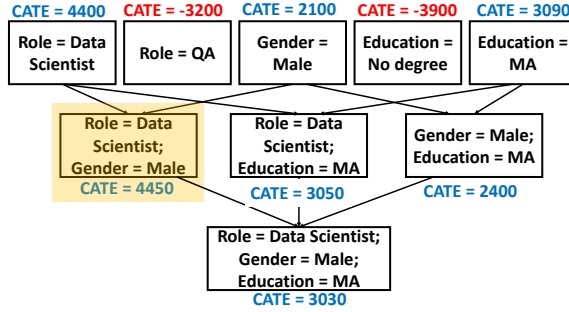 CATE = 4400
CATE = -3200
CATE = 2100
CATE = -3900
CATE = 3090
Role = Data
Scientist
Role = QA
Gender =
Male
Education =
No degree
Education =
MA
Role = Data
Scientist;
Gender = Male
Role = Data
Scientist;
Education = MA
Gender = Male;
Education = MA
CATE = 4450
CATE = 3050
CATE = 2400
Role = Data Scientist;
Gender = Male;
Education = MA
CATE = 3030